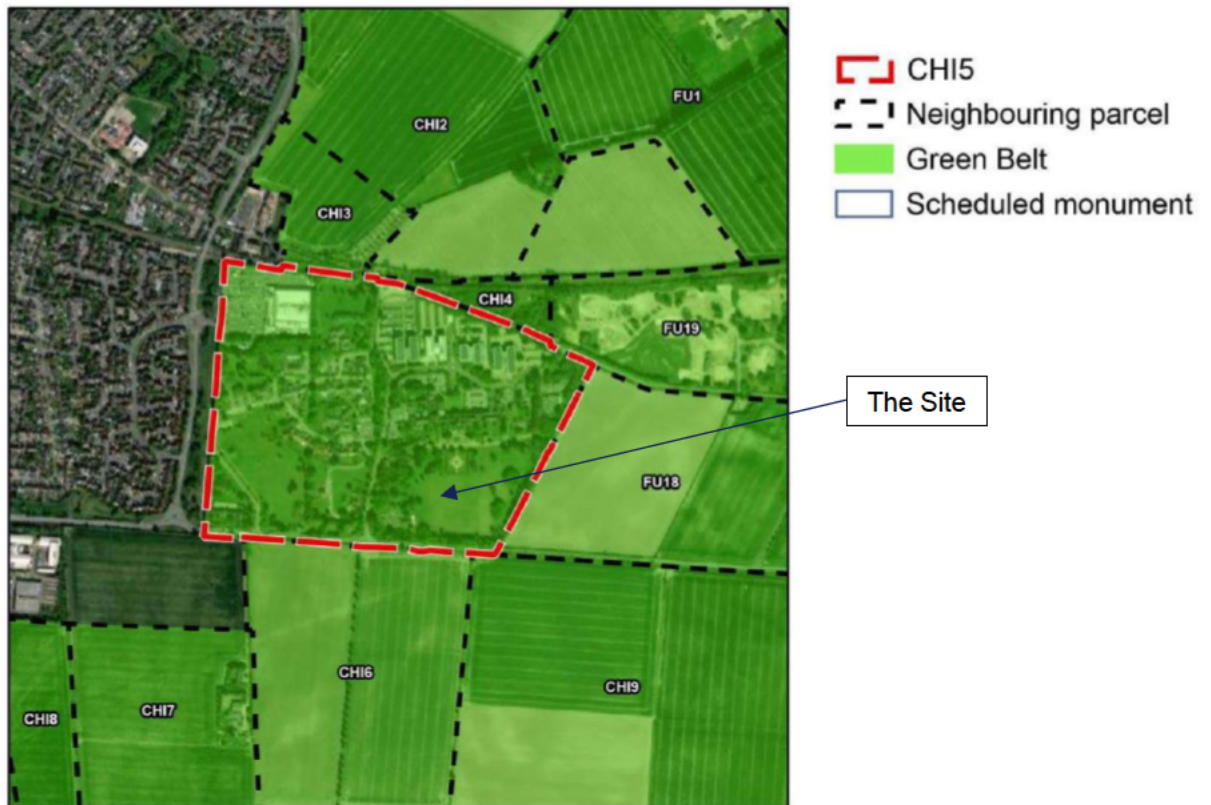 CHI5
Neighbouring parcel
Green Belt
Scheduled monument
FU1
CHI2
CHI3
CHI4
FU19
The Site
FU18
CHI6
CHI9
CHI7
CHI8